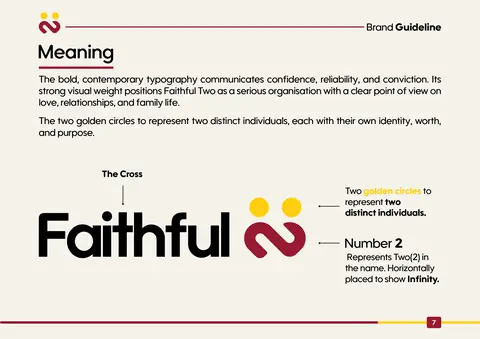 Brand Guideline
Meaning
The bold, contemporary typography communicates confidence, reliability, and conviction. Its
strong visual weight positions Faithful Two as a serious organisation with a clear point of view on
love, relationships, and family life.
The two golden circles to represent two distinct individuals, each with their own identity, worth,
and purpose.
The Cross
Faithful
Two golden circles to
represent two
distinct individuals.
Number 2
Represents Two(2) in
the name. Horizontally
placed to show Infinity.
7